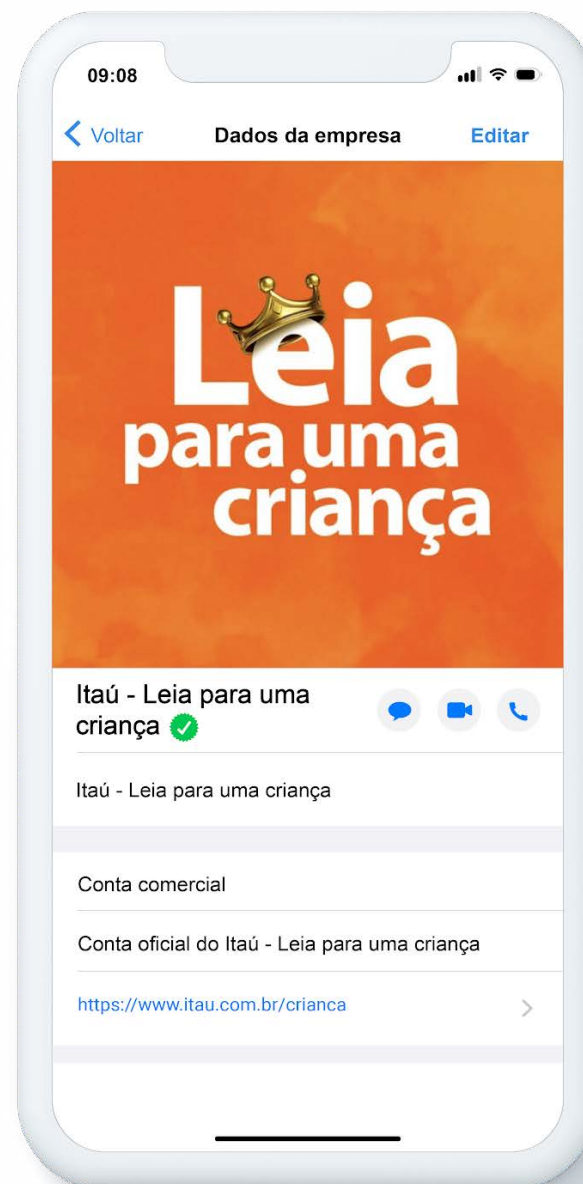 09:08
Voltar Dados da empresa Editar
Leia
para uma
criança
Itaú - Leia para uma
criança
Itaú - Leia para uma criança
Conta comercial
Conta oficial do Itaú - Leia para uma criança
https://www.itau.com.br/crianca